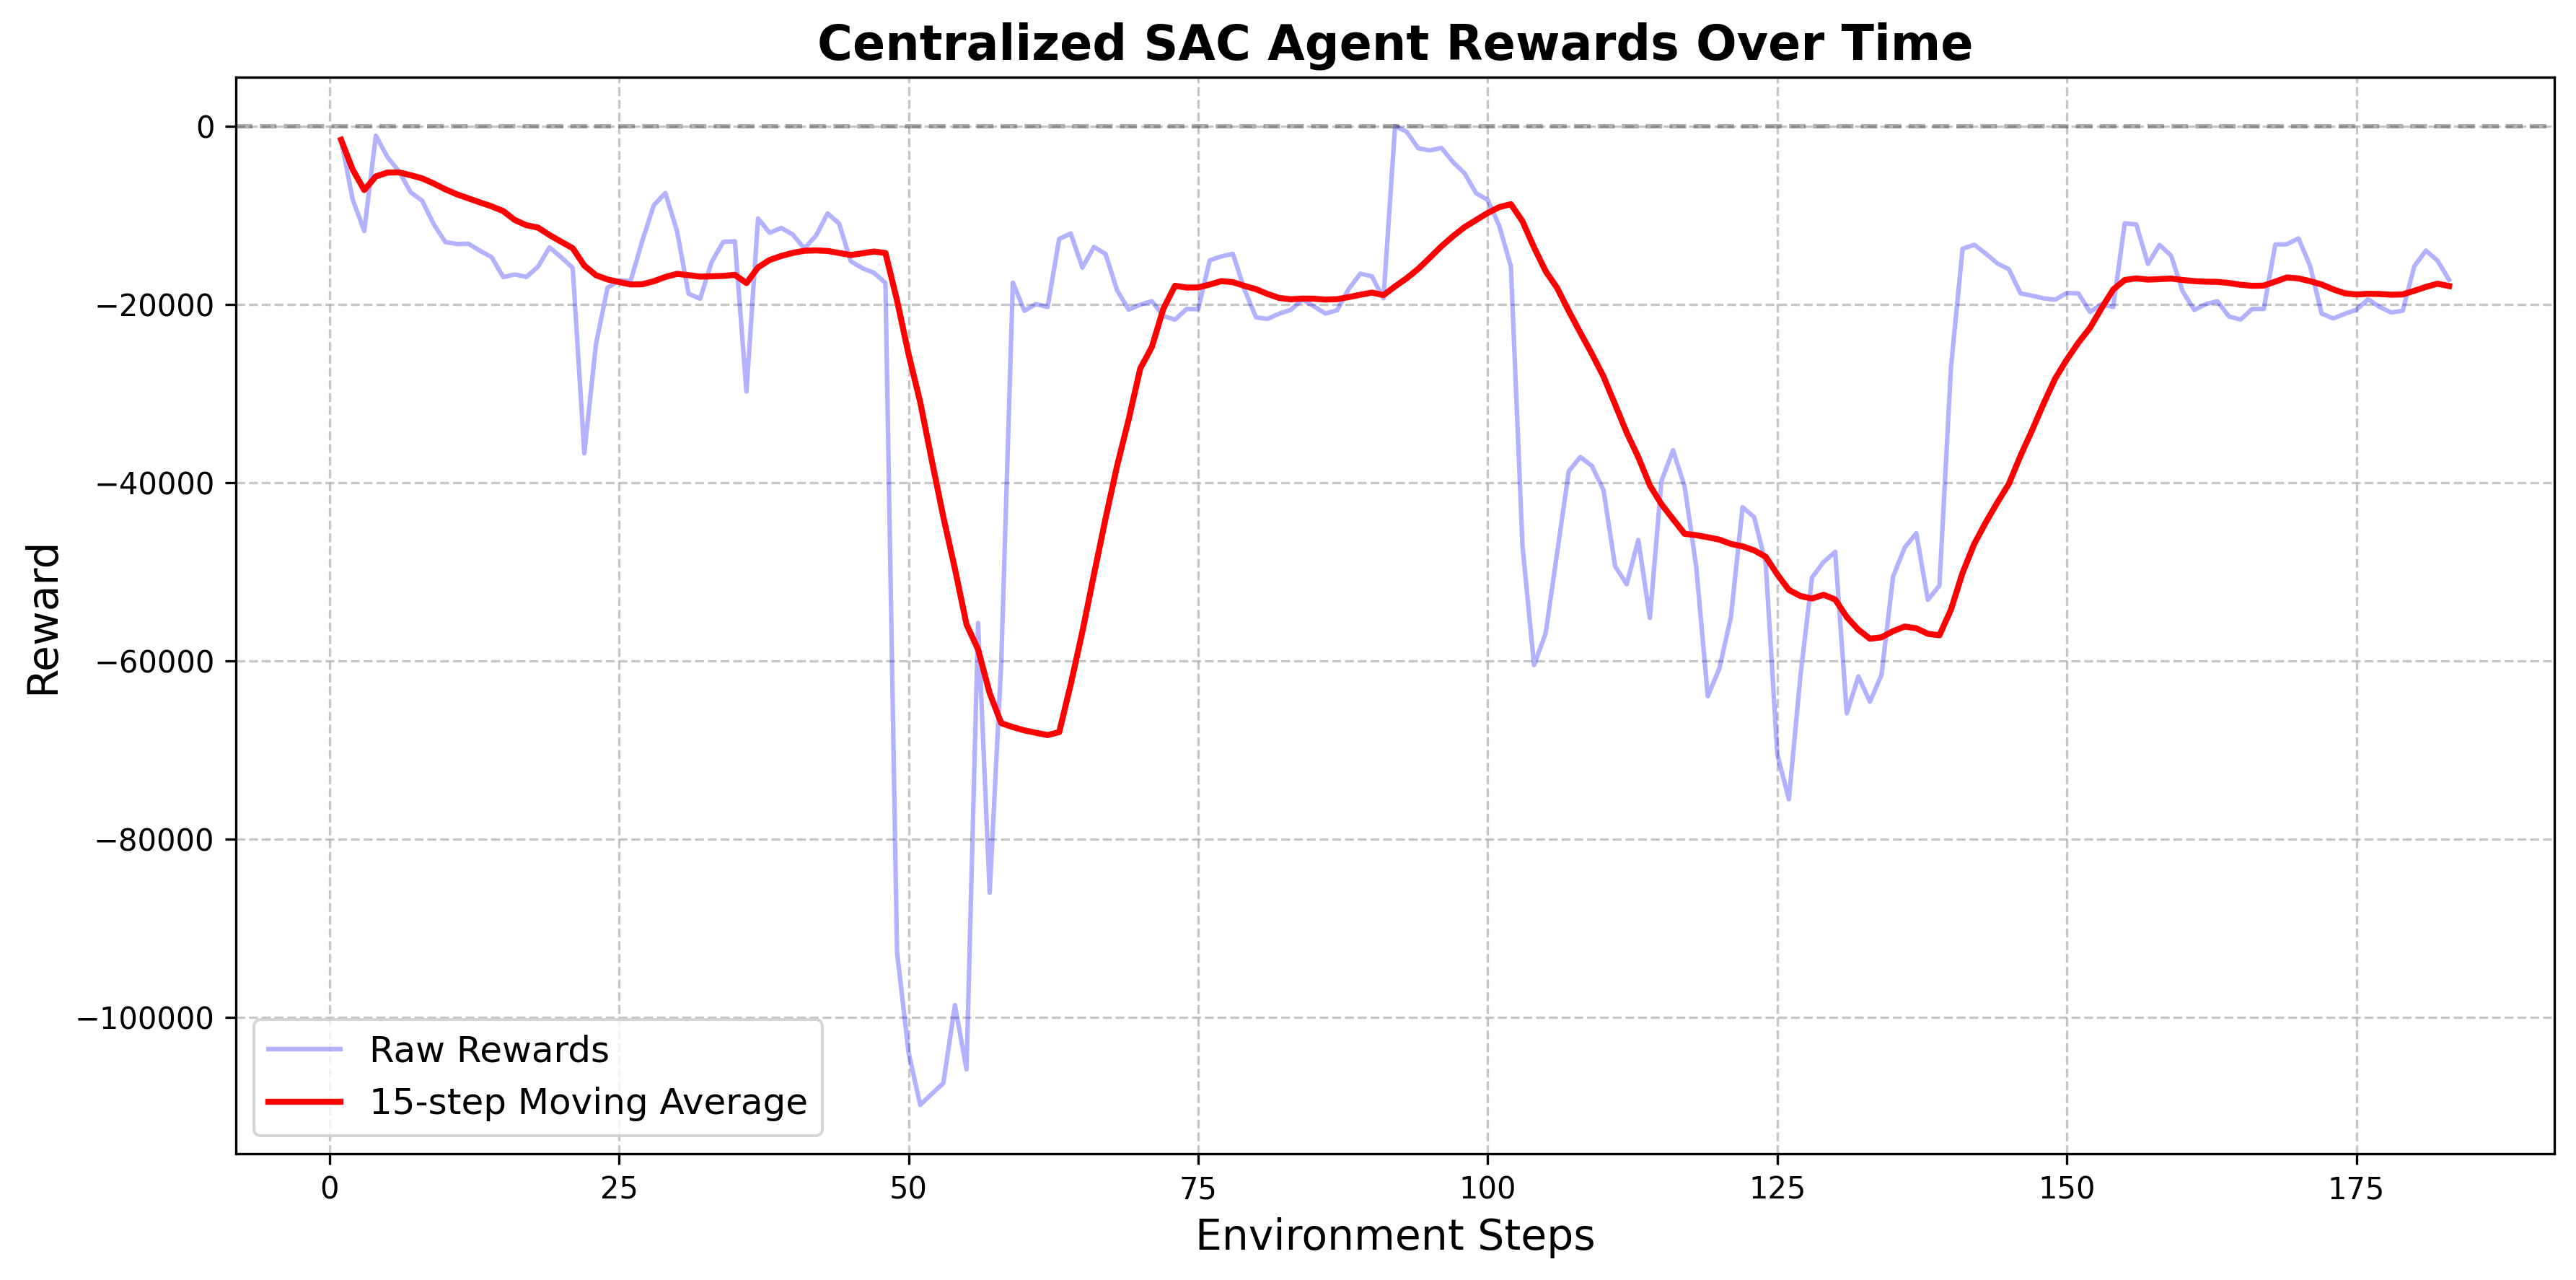 Centralized SAC Agent Rewards Over Time
Reward
0
−20000
−40000
−60000
−80000
−100000
Raw Rewards
15-step Moving Average
0 25 50 75 100 125 150 175
Environment Steps